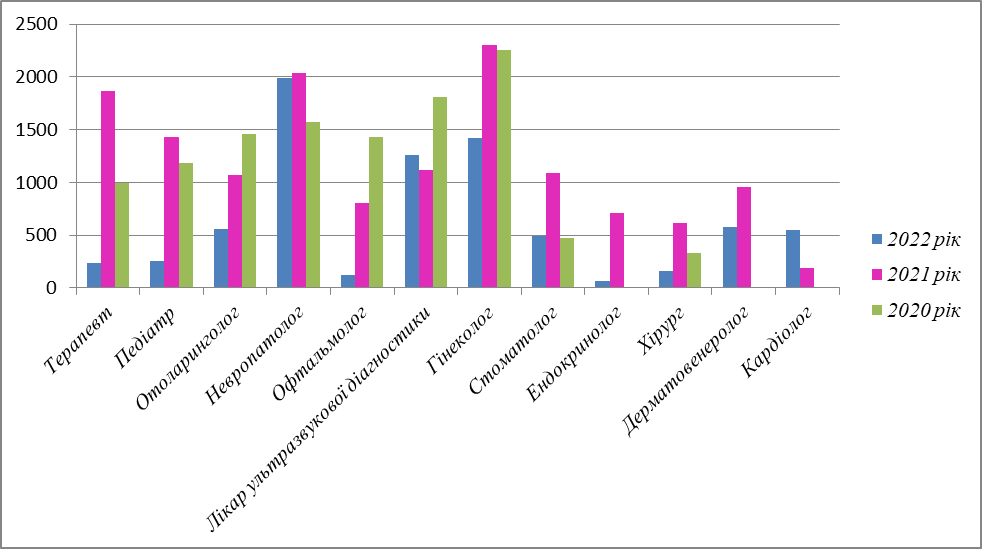 2500
2000
1500
1000
500
0
Терапевт
Педіатр
Отоларинголог
Невропатолог
Офтальмолог
Лікар ультразвукової діагностики
Гінеколог
Стоматолог
Ендокринолог
Хірург
Дерматовенеролог
Кардіолог
2022 рік
2021 рік
2020 рік